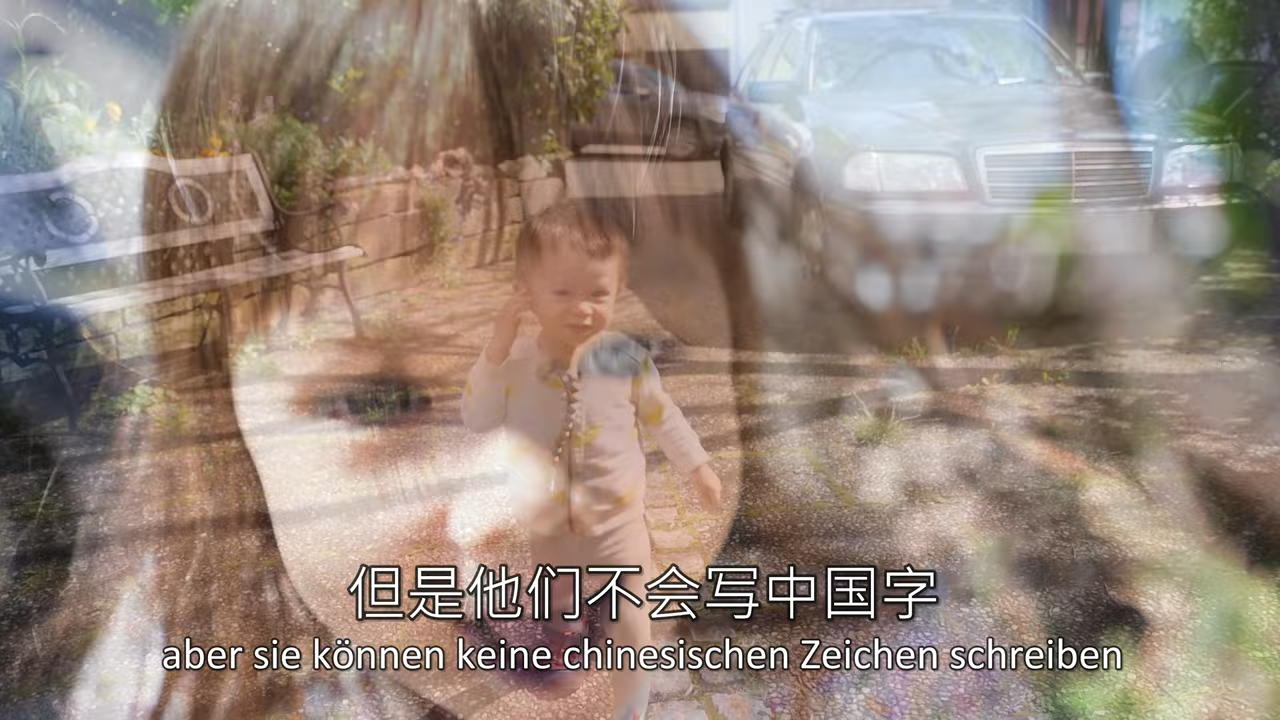 但是他们不会写中国字
aber sie können keine chinesischen Zeichen schreiben